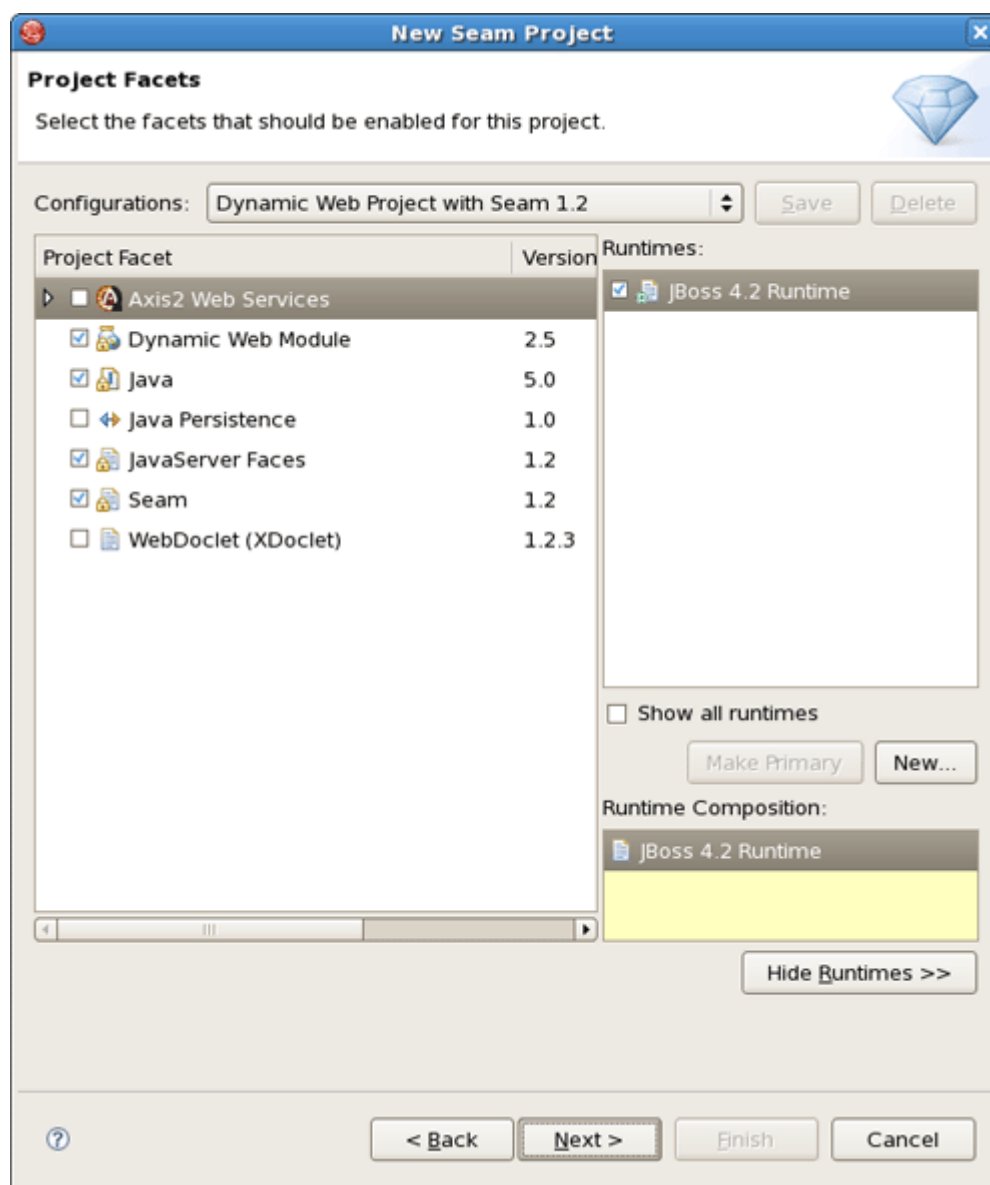 New Seam Project
Project Facets
Select the facets that should be enabled for this project.
Configurations: Dynamic Web Project with Seam 1.2 Save Delete
Project Facet Version
Runtimes:
Axis2 Web Services
JBoss 4.2 Runtime
Dynamic Web Module 2.5
Java 5.0
Java Persistence 1.0
JavaServer Faces 1.2
Seam 1.2
WebDoclet (XDoclet) 1.2.3
Show all runtimes
Make Primary New...
Runtime Composition:
JBoss 4.2 Runtime
Hide Runtimes >>
? < Back Next > Finish Cancel